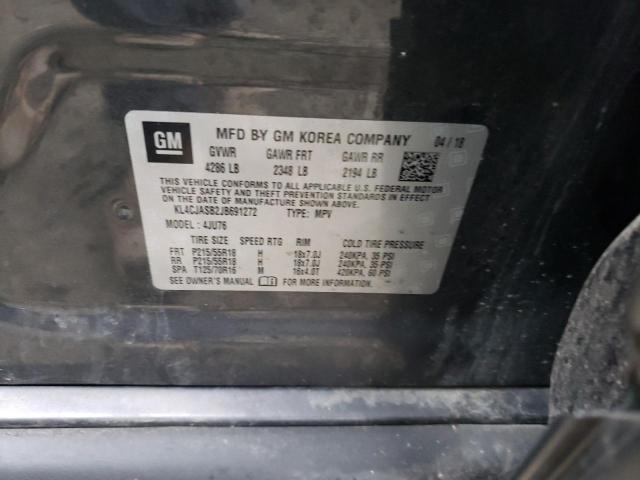 GM MFD BY GM KOREA COMPANY 04 / 18
GVWR GAWR FRT GAWR RR
4286 LB 2348 LB 2194 LB
THIS VEHICLE CONFORMS TO ALL APPLICABLE U.S. FEDERAL MOTOR
VEHICLE SAFETY AND THEFT PREVENTION STANDARDS IN EFFECT
ON THE DATE OF MANUFACTURE SHOWN ABOVE.
KL4CJASB2JB691272 TYPE: MPV
MODEL : 4JU76
TIRE SIZE SPEED RTG RIM COLD TIRE PRESSURE
FRT P215/55R18 H 18x7.0J 240KPA, 35 PSI
RR P215/55R18 H 18x7.0J 240KPA, 35 PSI
SPA T125/70R16 M 16x4.0T 420KPA, 60 PSI
SEE OWNER'S MANUAL FOR MORE INFORMATION.